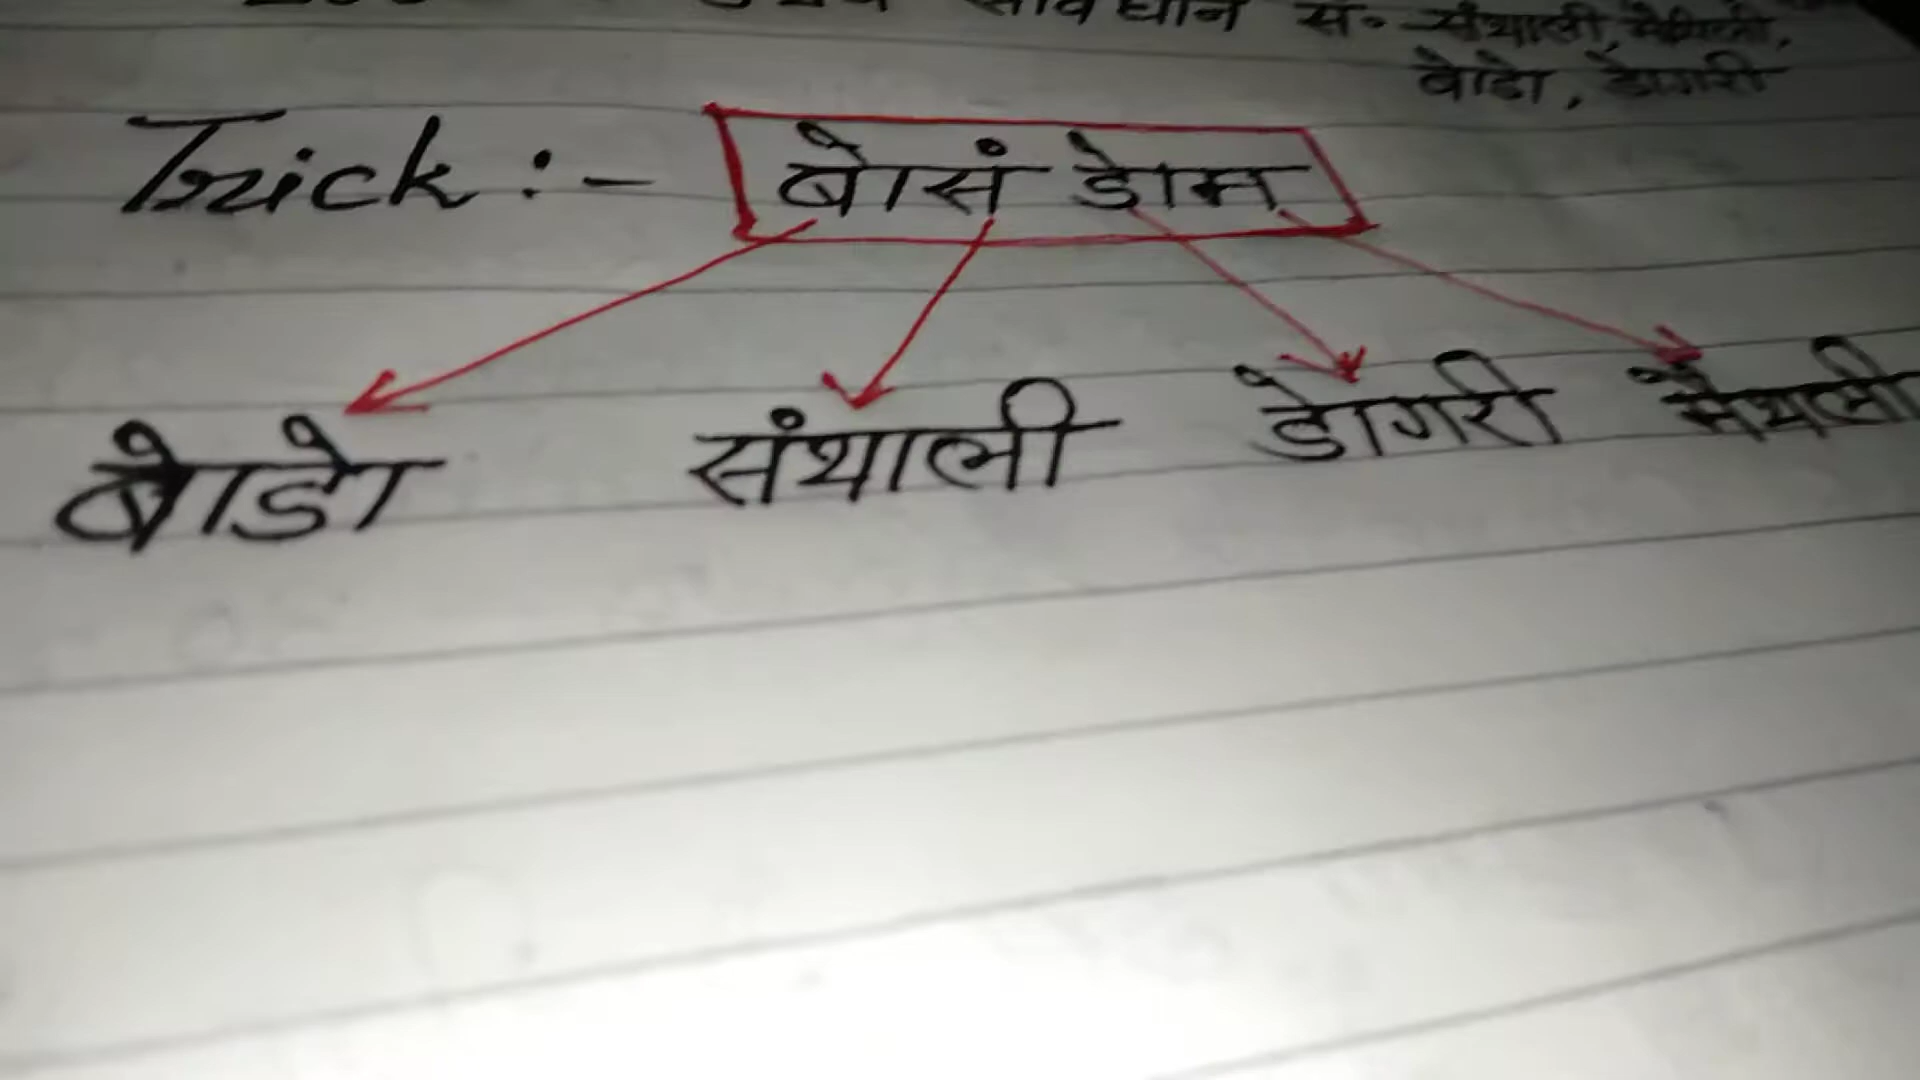 संविधान सं॰ संथाली, मैथिली,
बोडो, डोगरी
Trick :- बोसं डोम
बोडो संथाली डोगरी मैथली